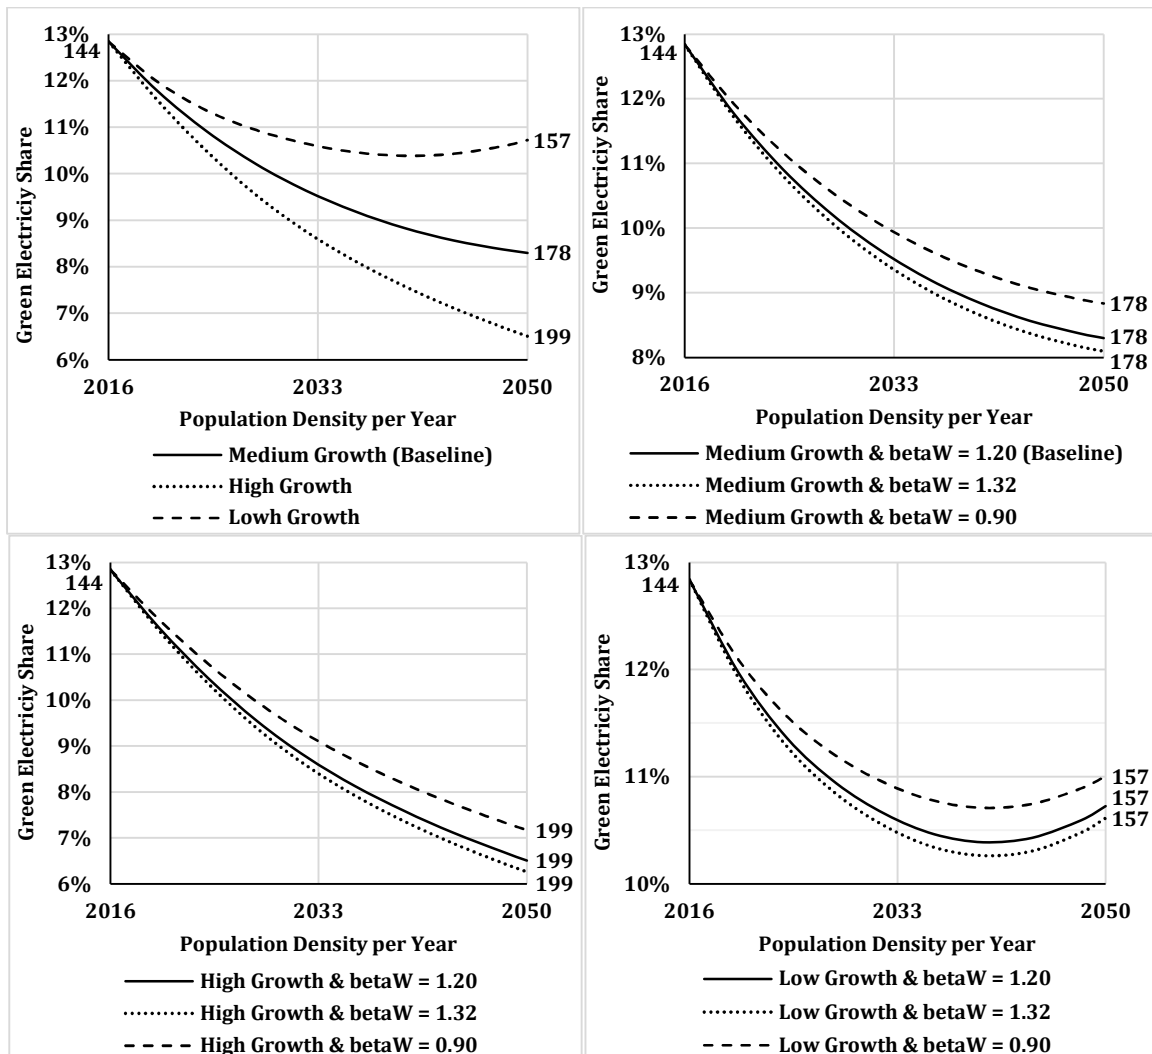 13%
144
12%
11%
10%
9%
8%
7%
6%
Green Electriciy Share
157
178
199
2016
2033
2050
Population Density per Year
Medium Growth (Baseline)
High Growth
Lowh Growth
13%
144
12%
11%
10%
9%
8%
Green Electriciy Share
178
178
178
2016
2033
2050
Population Density per Year
Medium Growth & betaW = 1.20 (Baseline)
Medium Growth & betaW = 1.32
Medium Growth & betaW = 0.90
13%
144
12%
11%
10%
9%
8%
7%
6%
Green Electriciy Share
199
199
199
2016
2033
2050
Population Density per Year
High Growth & betaW = 1.20
High Growth & betaW = 1.32
High Growth & betaW = 0.90
13%
144
12%
11%
10%
Green Electriciy Share
157
157
157
2016
2033
2050
Population Density per Year
Low Growth & betaW = 1.20
Low Growth & betaW = 1.32
Low Growth & betaW = 0.90